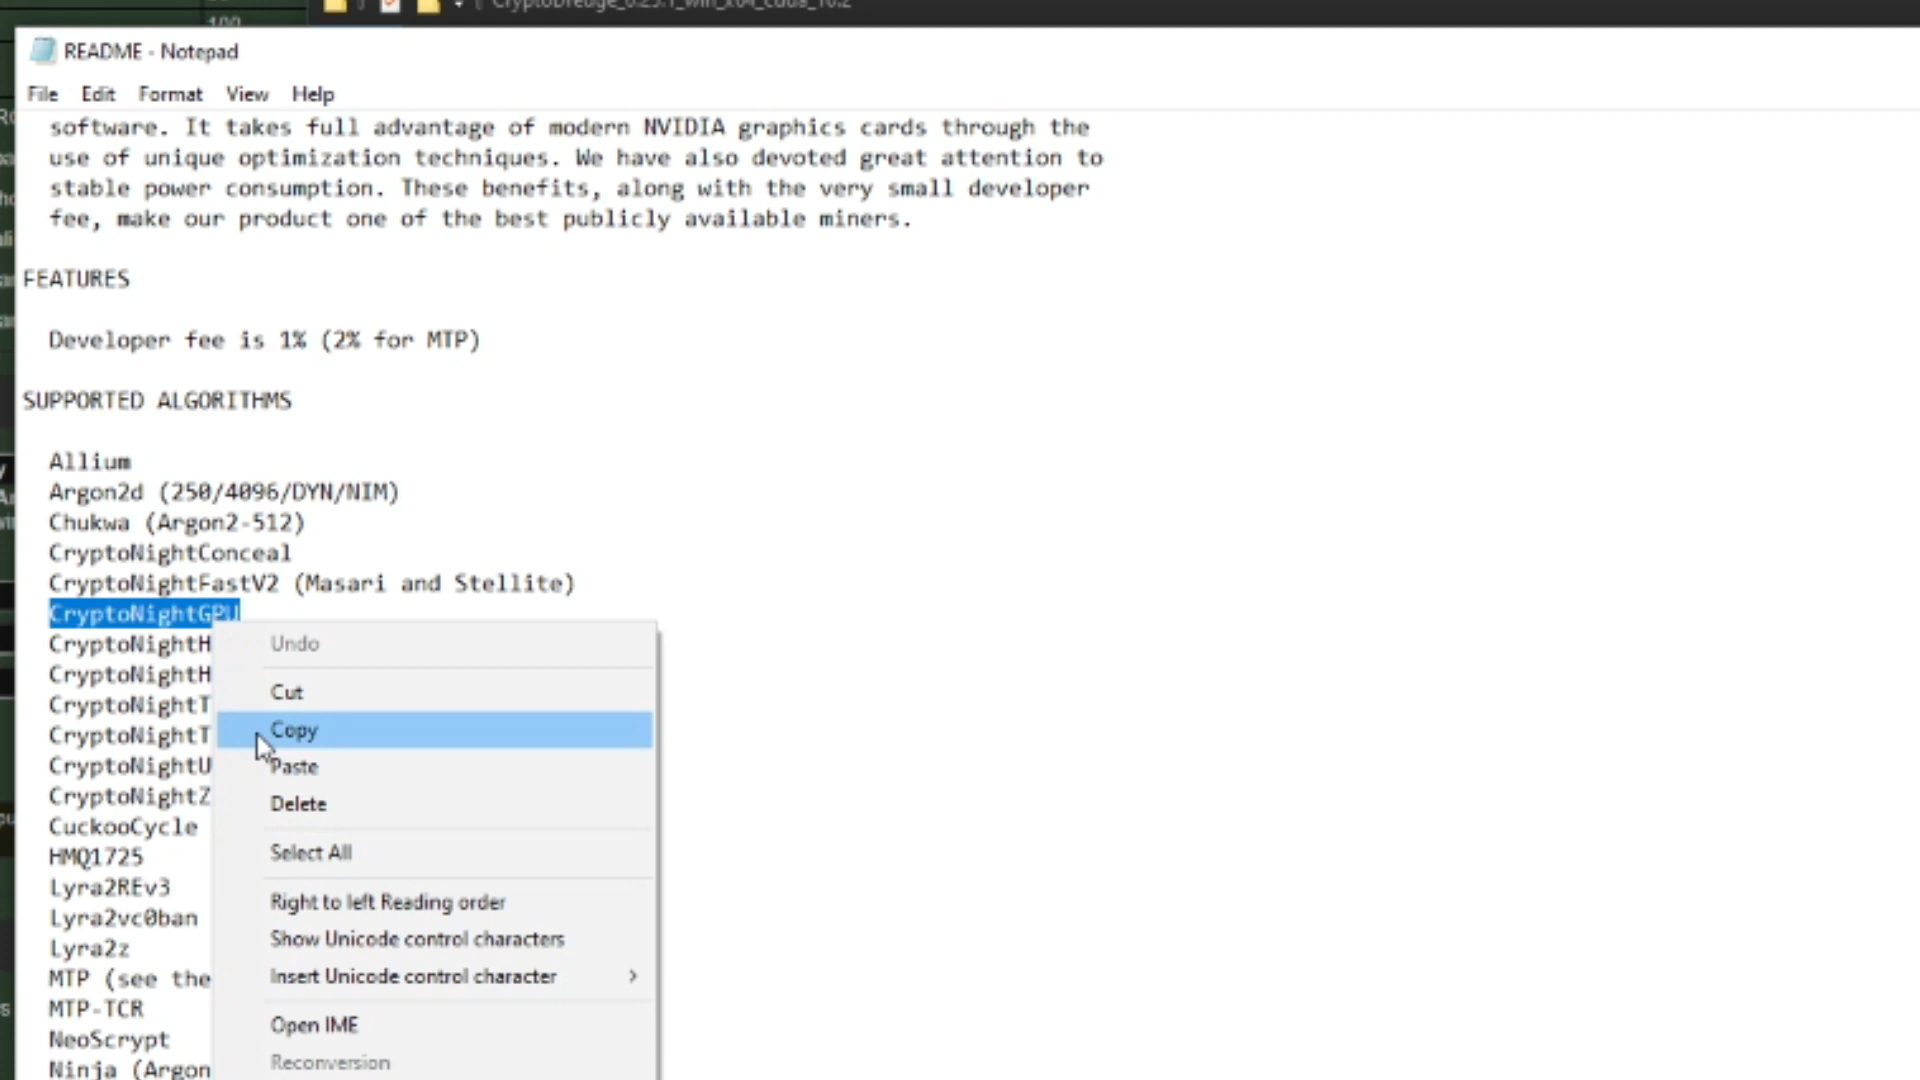 100
CryptoDredge_0.25.1_win_x64_cuda_10.2
README - Notepad
File Edit Format View Help
software. It takes full advantage of modern NVIDIA graphics cards through the
use of unique optimization techniques. We have also devoted great attention to
stable power consumption. These benefits, along with the very small developer
fee, make our product one of the best publicly available miners.
FEATURES
Developer fee is 1% (2% for MTP)
SUPPORTED ALGORITHMS
Allium
Argon2d (250/4096/DYN/NIM)
Chukwa (Argon2-512)
CryptoNightConceal
CryptoNightFastV2 (Masari and Stellite)
CryptoNightGPU
CryptoNightH
CryptoNightH
CryptoNightT
CryptoNightT
CryptoNightU
CryptoNightZ
CuckooCycle
HMQ1725
Lyra2REv3
Lyra2vc0ban
Lyra2z
MTP (see the
MTP-TCR
NeoScrypt
Ninja (Argon
Undo
Cut
Copy
Paste
Delete
Select All
Right to left Reading order
Show Unicode control characters
Insert Unicode control character
Open IME
Reconversion